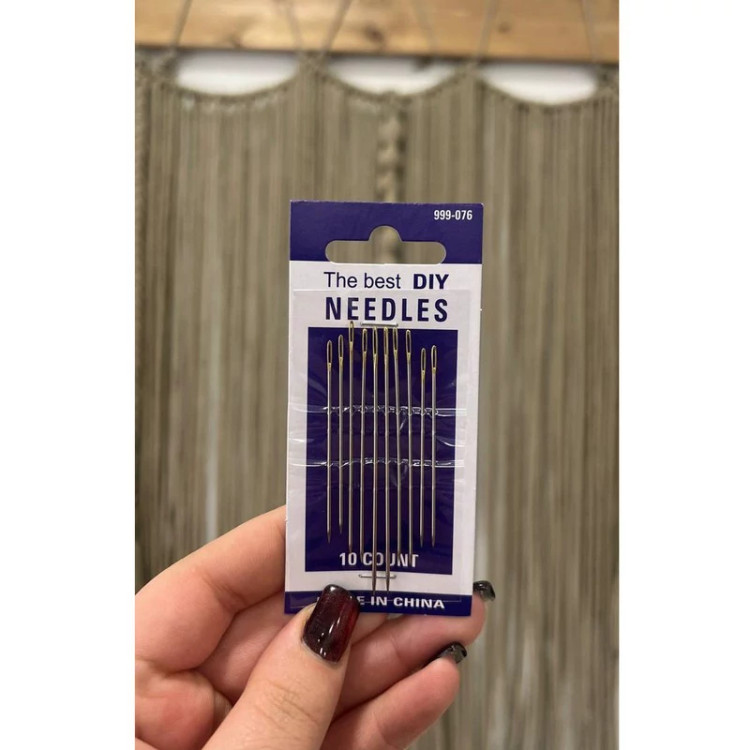 999-076
The best DIY
NEEDLES
10 COUNT
IN CHINA